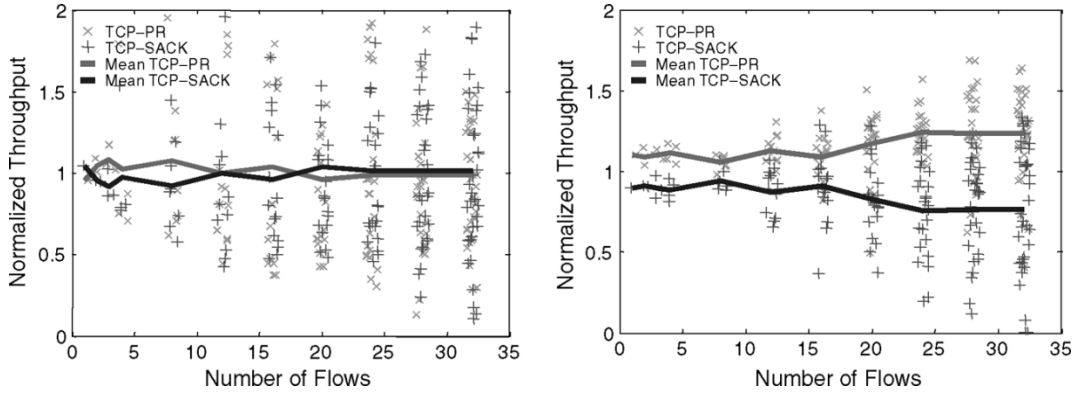 2
1.5
1
0.5
0
Normalized Throughput
× TCP−PR
+ TCP−SACK
Mean TCP−PR
Mean TCP−SACK
0 5 10 15 20 25 30 35
Number of Flows
2
1.5
1
0.5
0
Normalized Throughput
× TCP−PR
+ TCP−SACK
Mean TCP−PR
Mean TCP−SACK
0 5 10 15 20 25 30 35
Number of Flows